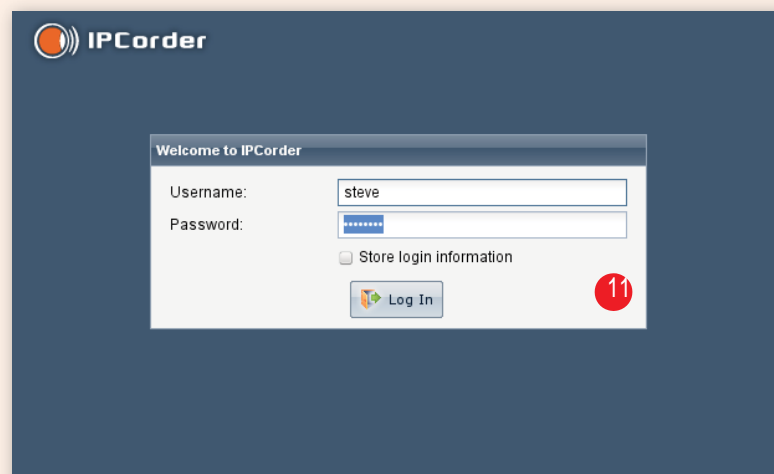 IPCorder
Welcome to IPCorder
Username: steve
Password: ••••••••
Store login information
Log In
11